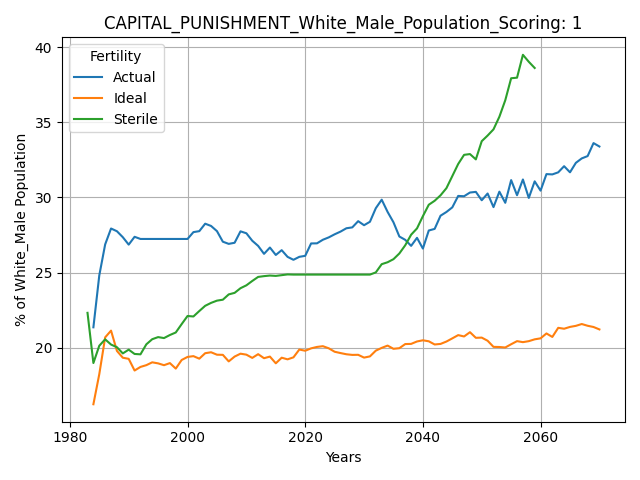 CAPITAL_PUNISHMENT_White_Male_Population_Scoring: 1
Fertility
Actual
Ideal
Sterile
% of White_Male Population
40
35
30
25
20
1980
2000
2020
2040
2060
Years